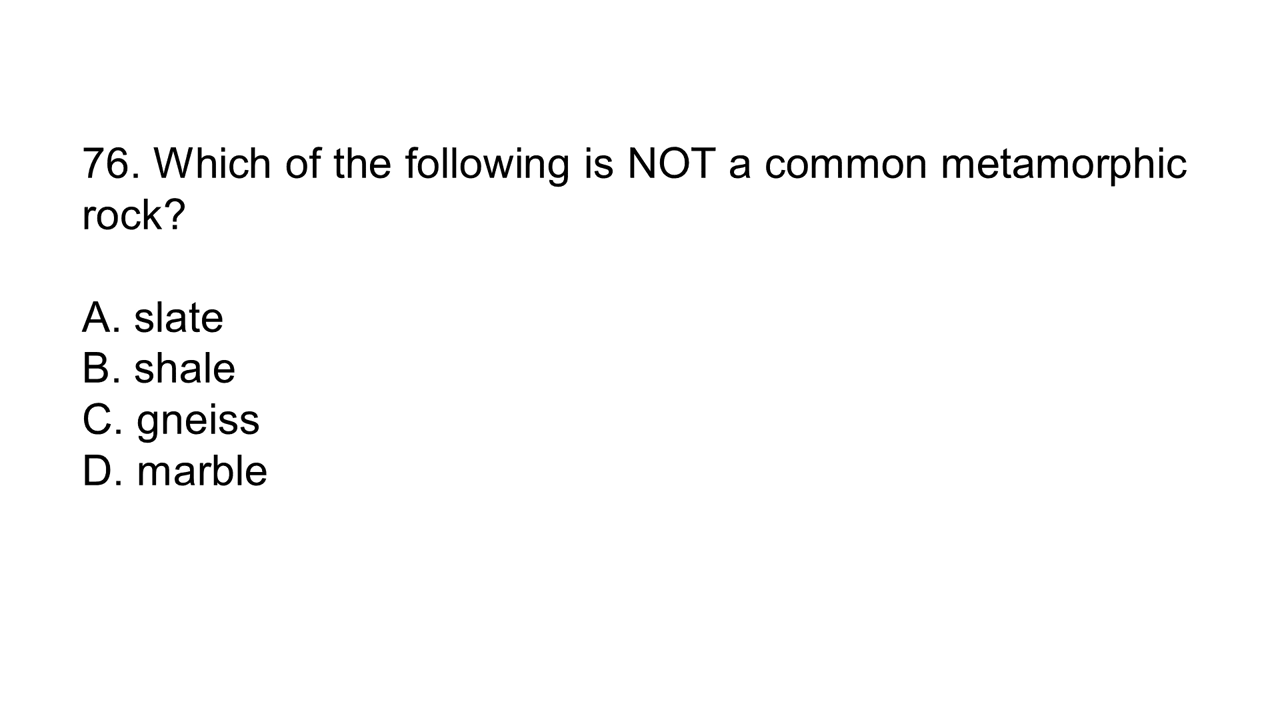 76. Which of the following is NOT a common metamorphic
rock?
A. slate
B. shale
C. gneiss
D. marble